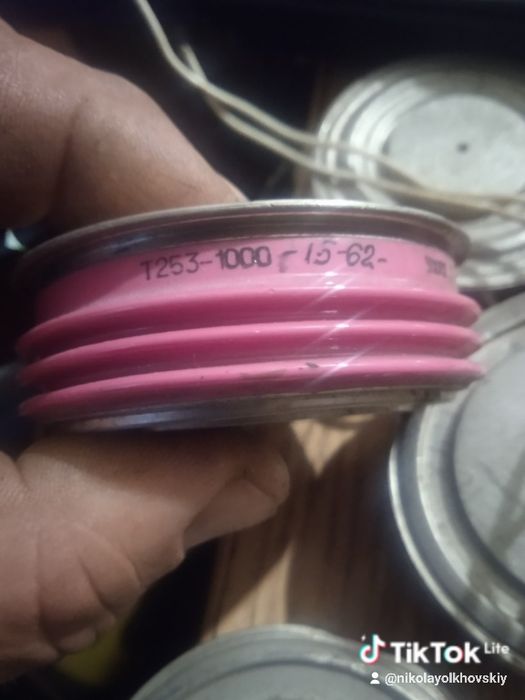 Т253-1000-15-62-
TikTok Lite
@nikolayolkhovskiy